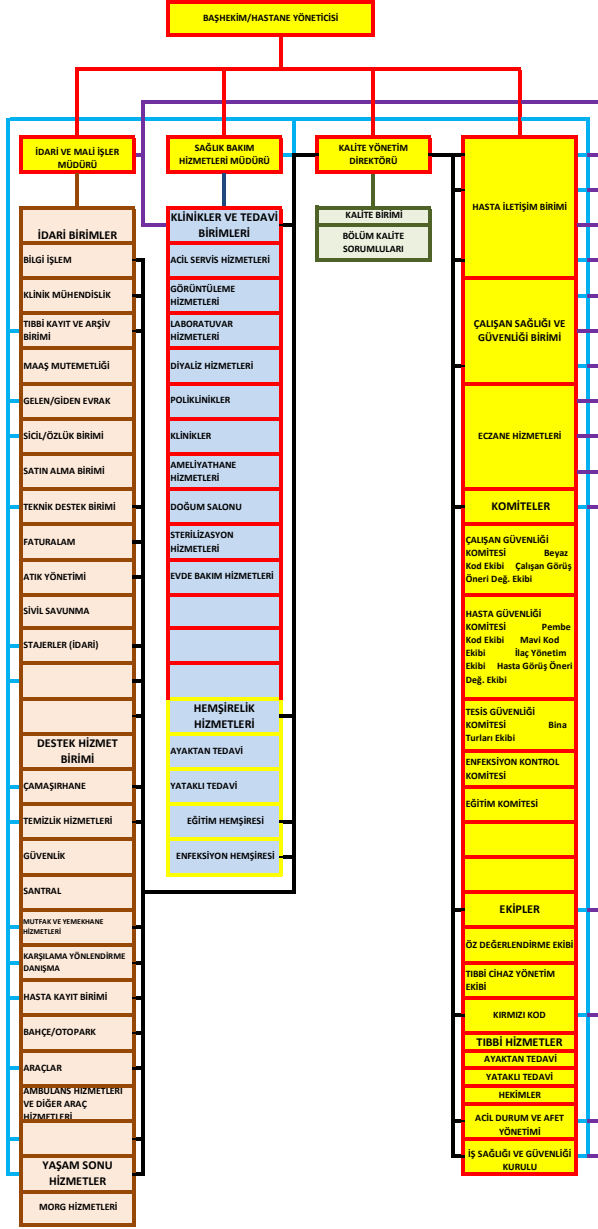 BAŞHEKİM/HASTANE YÖNETİCİSİ
İDARİ VE MALİ İŞLER
MÜDÜRÜ
SAĞLIK BAKIM
HİZMETLERİ MÜDÜRÜ
KALİTE YÖNETİM
DİREKTÖRÜ
İDARİ BİRİMLER
BİLGİ İŞLEM
KLİNİK MÜHENDİSLİK
TIBBİ KAYIT VE ARŞİV
BİRİMİ
MAAŞ MUTEMETLİĞİ
GELEN/GİDEN EVRAK
SİCİL/ÖZLÜK BİRİMİ
SATIN ALMA BİRİMİ
TEKNİK DESTEK BİRİMİ
FATURALAM
ATIK YÖNETİMİ
SİVİL SAVUNMA
STAJERLER (İDARİ)
DESTEK HİZMET
BİRİMİ
ÇAMAŞIRHANE
TEMİZLİK HİZMETLERİ
GÜVENLİK
SANTRAL
MUTFAK VE YEMEKHANE
HİZMETLERİ
KARŞILAMA YÖNLENDİRME
DANIŞMA
HASTA KAYIT BİRİMİ
BAHÇE/OTOPARK
ARAÇLAR
AMBULANS HİZMETLERİ
VE DİĞER ARAÇ
HİZMETLERİ
YAŞAM SONU
HİZMETLER
MORG HİZMETLERİ
KLİNİKLER VE TEDAVİ
BİRİMLERİ
ACİL SERVİS HİZMETLERİ
GÖRÜNTÜLEME
HİZMETLERİ
LABORATUVAR
HİZMETLERİ
DİYALİZ HİZMETLERİ
POLİKLİNİKLER
KLİNİKLER
AMELİYATHANE
HİZMETLERİ
DOĞUM SALONU
STERİLİZASYON
HİZMETLERİ
EVDE BAKIM HİZMETLERİ
HEMŞİRELİK
HİZMETLERİ
AYAKTAN TEDAVİ
YATAKLI TEDAVİ
EĞİTİM HEMŞİRESİ
ENFEKSİYON HEMŞİRESİ
KALİTE BİRİMİ
BÖLÜM KALİTE
SORUMLULARI
HASTA İLETİŞİM BİRİMİ
ÇALIŞAN SAĞLIĞI VE
GÜVENLİĞİ BİRİMİ
ECZANE HİZMETLERİ
KOMİTELER
ÇALIŞAN GÜVENLİĞİ
KOMİTESİ Beyaz
Kod Ekibi Çalışan Görüş
Öneri Değ. Ekibi
HASTA GÜVENLİĞİ
KOMİTESİ Pembe
Kod Ekibi Mavi Kod
Ekibi İlaç Yönetim
Ekibi Hasta Görüş Öneri
Değ. Ekibi
TESİS GÜVENLİĞİ
KOMİTESİ Bina
Turları Ekibi
ENFEKSİYON KONTROL
KOMİTESİ
EĞİTİM KOMİTESİ
EKİPLER
ÖZ DEĞERLENDİRME EKİBİ
TIBBİ CİHAZ YÖNETİM
EKİBİ
KIRMIZI KOD
TIBBİ HİZMETLER
AYAKTAN TEDAVİ
YATAKLI TEDAVİ
HEKİMLER
ACİL DURUM VE AFET
YÖNETİMİ
İŞ SAĞLIĞI VE GÜVENLİĞİ
KURULU